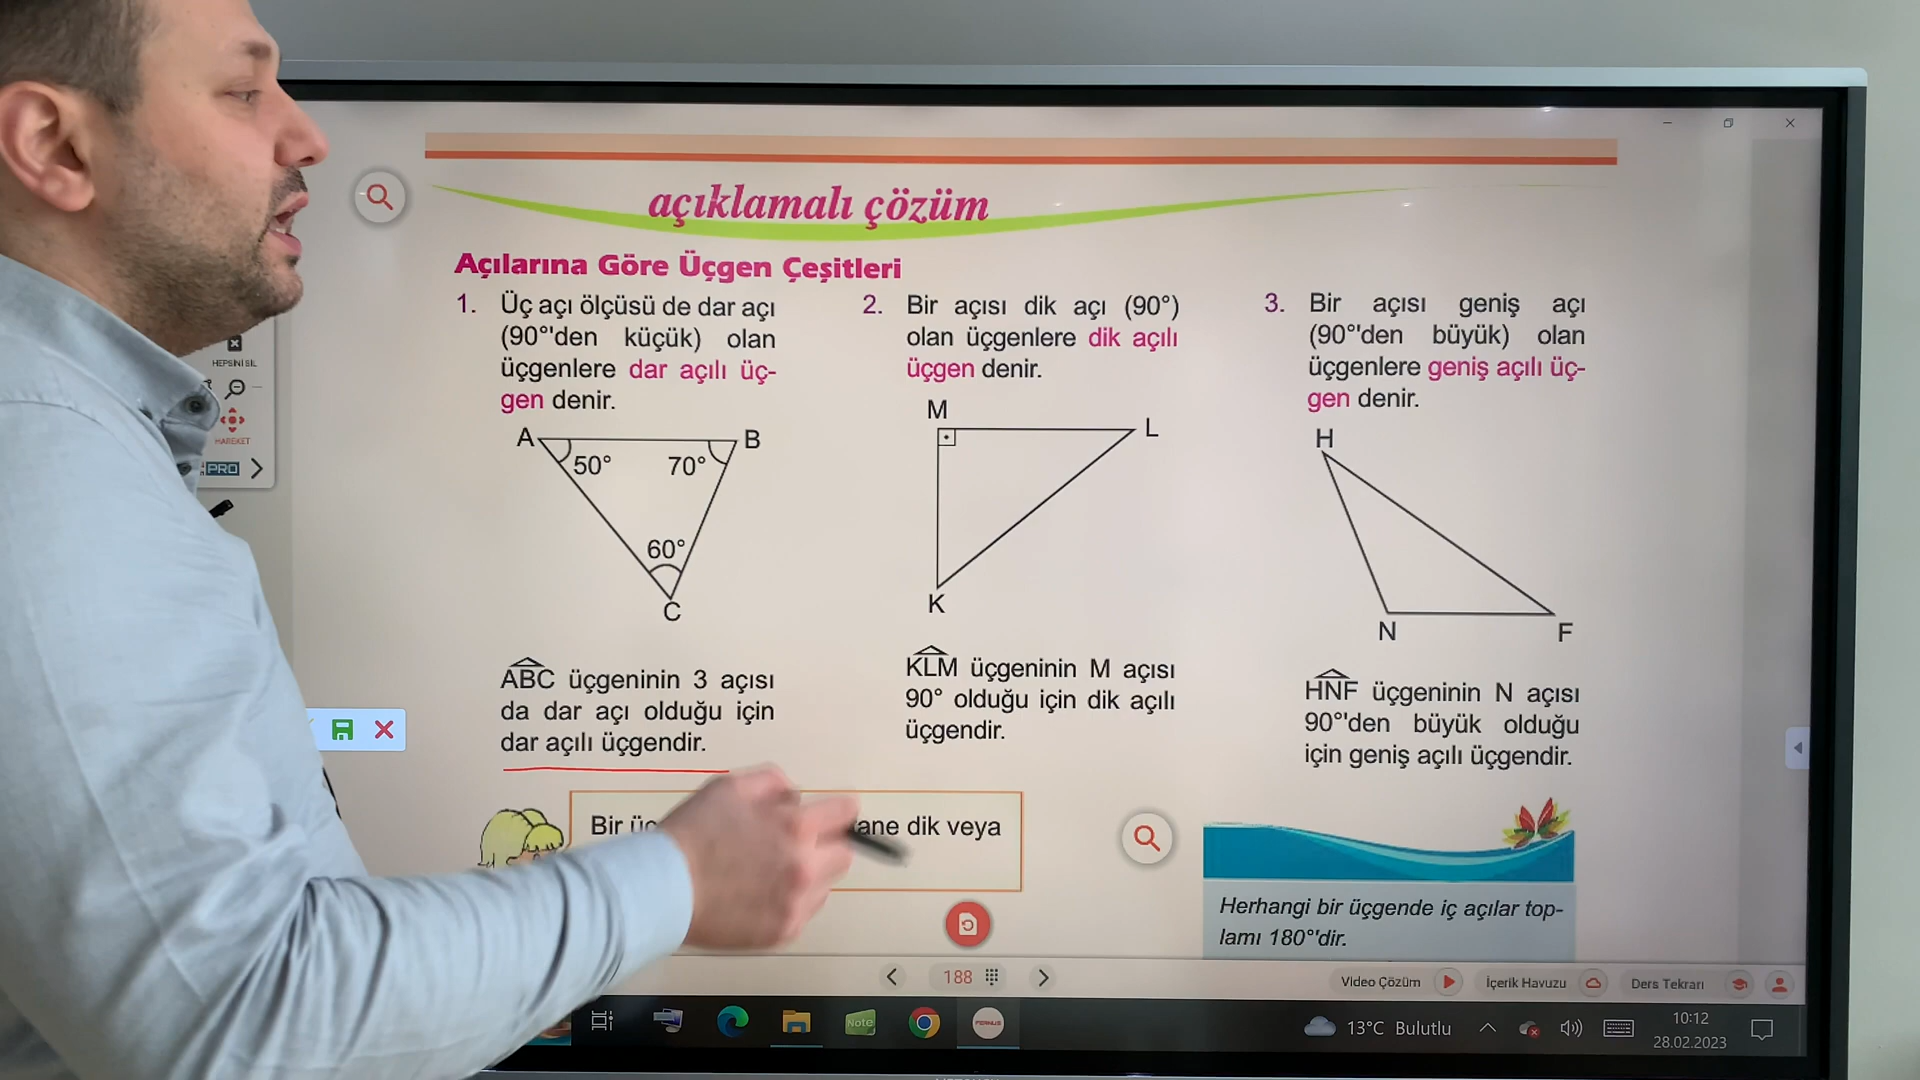 açıklamalı çözüm
Açılarına Göre Üçgen Çeşitleri
1. Üç açı ölçüsü de dar açı
(90°'den küçük) olan
üçgenlere dar açılı üç-
gen denir.
A
B
50°
70°
60°
C
ABC üçgeninin 3 açısı
da dar açı olduğu için
dar açılı üçgendir.
2. Bir açısı dik açı (90°)
olan üçgenlere dik açılı
üçgen denir.
M
L
K
KLM üçgeninin M açısı
90° olduğu için dik açılı
üçgendir.
3. Bir açısı geniş açı
(90°'den büyük) olan
üçgenlere geniş açılı üç-
gen denir.
H
N
F
HNF üçgeninin N açısı
90°'den büyük olduğu
için geniş açılı üçgendir.
HEPSİNİ SİL
HAREKET
PRO
Bir
dik veya
Herhangi bir üçgende iç açılar top-
lamı 180°'dir.
188
Video Çözüm
İçerik Havuzu
Ders Tekrarı
Note
FERNUS
13°C Bulutlu
10:12
28.02.2023